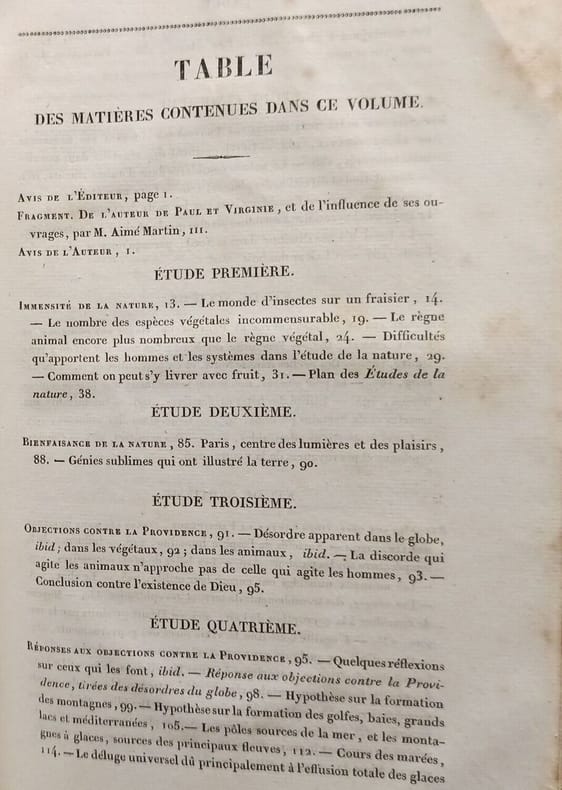 TABLE
DES MATIÈRES CONTENUES DANS CE VOLUME.
Avis de l'Éditeur, page 1.
Fragment. De l'auteur de Paul et Virginie, et de l'influence de ses ou-
vrages, par M. Aimé Martin, III.
Avis de l'Auteur, 1.
ÉTUDE PREMIÈRE.
Immensité de la nature, 13. — Le monde d'insectes sur un fraisier, 14.
— Le nombre des espèces végétales incommensurable, 19. — Le règne
animal encore plus nombreux que le règne végétal, 24. — Difficultés
qu'apportent les hommes et les systèmes dans l'étude de la nature, 29.
— Comment on peut s'y livrer avec fruit, 31. — Plan des Études de la
nature, 38.
ÉTUDE DEUXIÈME.
Bienfaisance de la nature, 85. Paris, centre des lumières et des plaisirs,
88. — Génies sublimes qui ont illustré la terre, 90.
ÉTUDE TROISIÈME.
Objections contre la Providence, 91. — Désordre apparent dans le globe,
ibid; dans les végétaux, 92; dans les animaux, ibid. — La discorde qui
agite les animaux n'approche pas de celle qui agite les hommes, 93. —
Conclusion contre l'existence de Dieu, 95.
ÉTUDE QUATRIÈME.
Réponses aux objections contre la Providence, 95. — Quelques réflexions
sur ceux qui les font, ibid. — Réponse aux objections contre la Provi-
dence, tirées des désordres du globe, 98. — Hypothèse sur la formation
des montagnes, 99. — Hypothèse sur la formation des golfes, baies, grands
lacs et méditerranées, 105. — Les pôles sources de la mer, et les monta-
gnes à glaces, sources des principaux fleuves, 112. — Cours des marées,
114. — Le déluge universel dû principalement à l'effusion totale des glaces